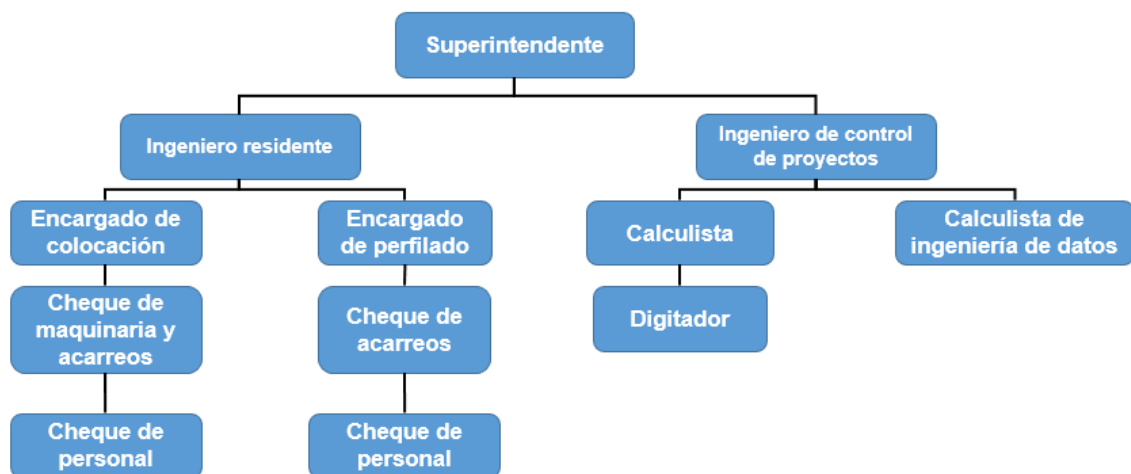 Superintendente
Ingeniero residente
Ingeniero de control
de proyectos
Encargado de
colocación
Encargado
de perfilado
Calculista
Calculista de
ingeniería de datos
Cheque de
maquinaria y
acarreos
Cheque de
acarreos
Digitador
Cheque de
personal
Cheque de
personal